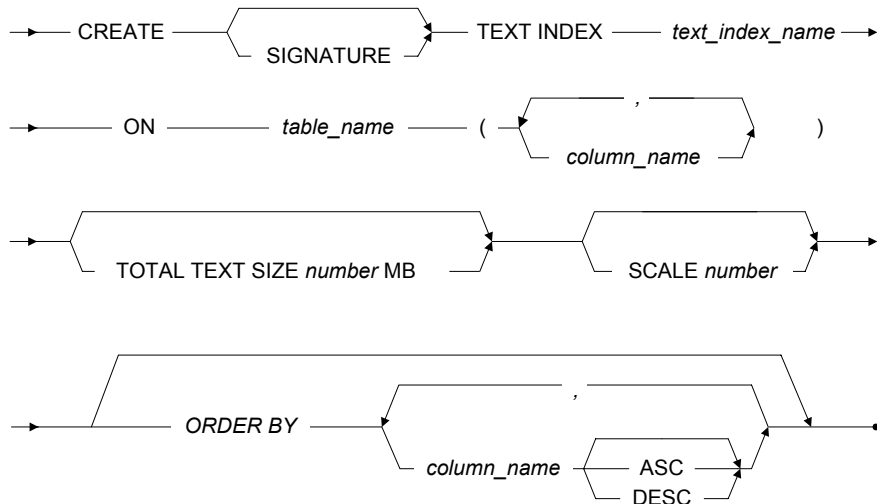 CREATE SIGNATURE TEXT INDEX text_index_name
ON table_name ( , column_name )
TOTAL TEXT SIZE number MB SCALE number
ORDER BY , column_name ASC DESC